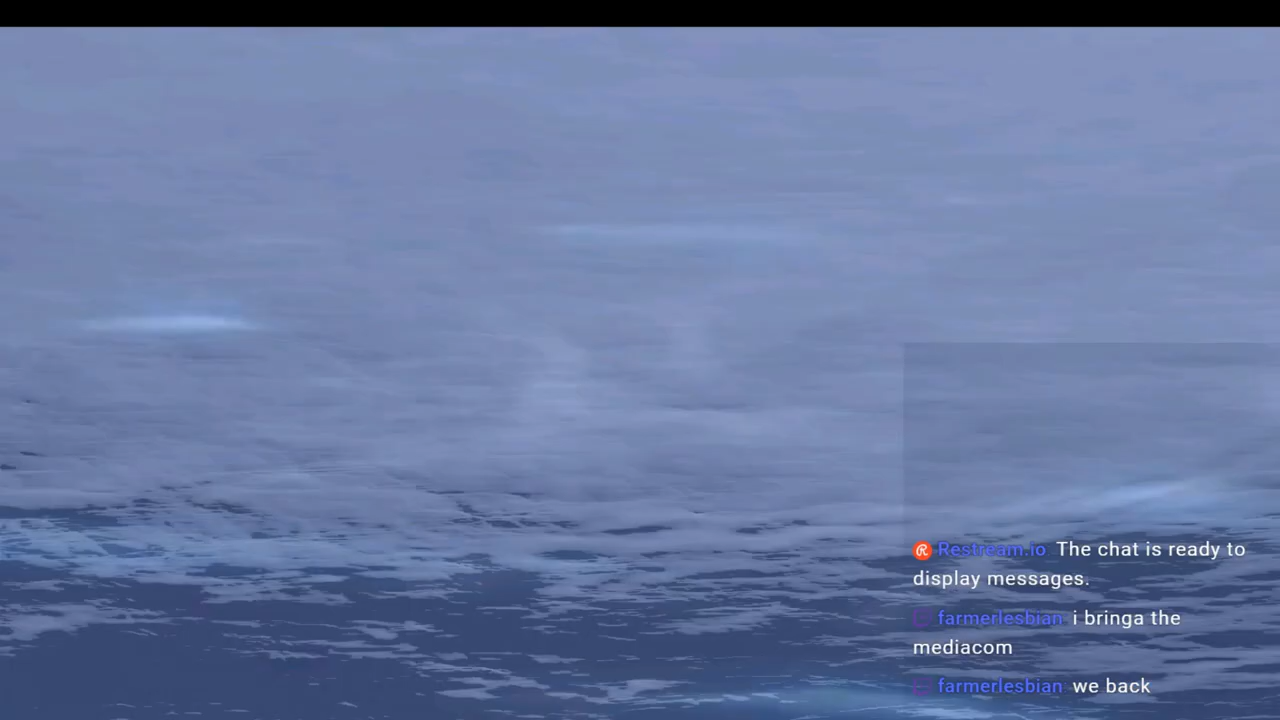 Restream.io The chat is ready to
display messages.
farmerlesbian i bringa the
mediacom
farmerlesbian we back